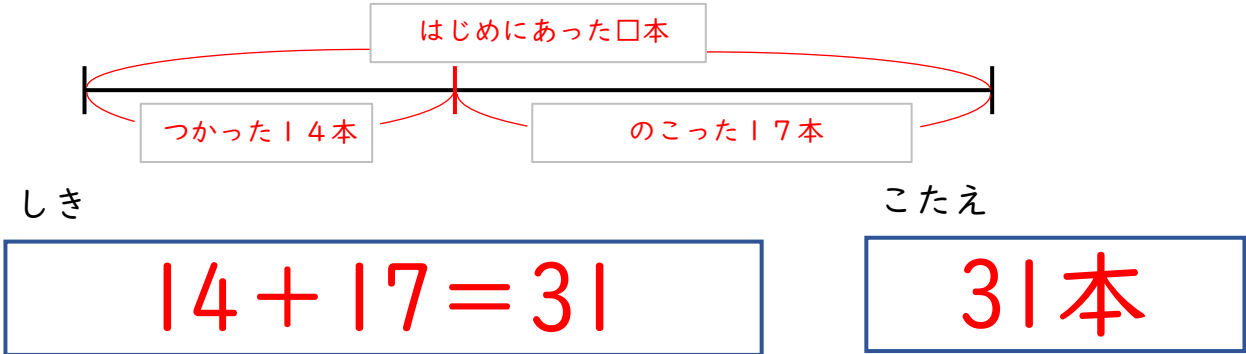 はじめにあった□本
つかった14本
のこった17本
しき
こたえ
14+17=31
31本